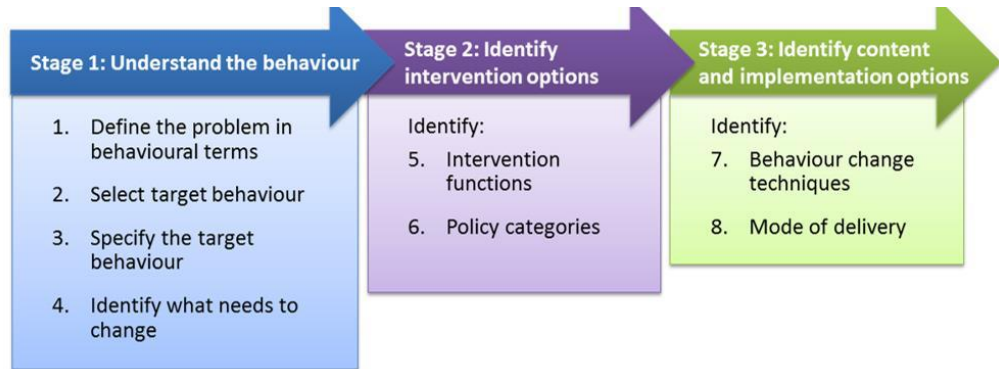 Stage 1: Understand the behaviour
1. Define the problem in
behavioural terms
2. Select target behaviour
3. Specify the target
behaviour
4. Identify what needs to
change
Stage 2: Identify
intervention options
Identify:
5. Intervention
functions
6. Policy categories
Stage 3: Identify content
and implementation options
Identify:
7. Behaviour change
techniques
8. Mode of delivery